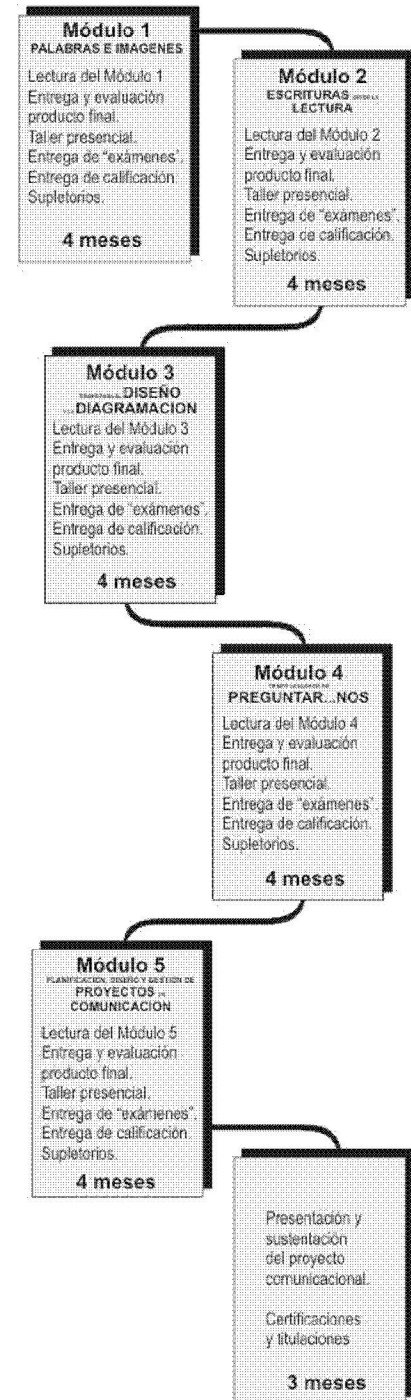 Módulo 1
PALABRAS E IMAGENES
Lectura del Módulo 1
Entrega y evaluación
producto final.
Taller presencial.
Entrega de "exámenes".
Entrega de calificación.
Supletorios.
4 meses
Módulo 2
ESCRITURAS
LECTURA
Lectura del Módulo 2
Entrega y evaluación
producto final.
Taller presencial.
Entrega de "exámenes".
Entrega de calificación.
Supletorios.
4 meses
Módulo 3
DISEÑO
DIAGRAMACION
Lectura del Módulo 3
Entrega y evaluación
producto final.
Taller presencial.
Entrega de "exámenes".
Entrega de calificación.
Supletorios.
4 meses
Módulo 4
PREGUNTAR...NOS
Lectura del Módulo 4
Entrega y evaluación
producto final.
Taller presencial.
Entrega de "exámenes".
Entrega de calificación.
Supletorios.
4 meses
Módulo 5
PLANIFICACION, DISEÑO Y GESTION DE
PROYECTOS DE
COMUNICACION
Lectura del Módulo 5
Entrega y evaluación
producto final.
Taller presencial.
Entrega de "exámenes".
Entrega de calificación.
Supletorios.
4 meses
Presentación y
sustentación
del proyecto
comunicacional.
Certificaciones
y titulaciones
3 meses